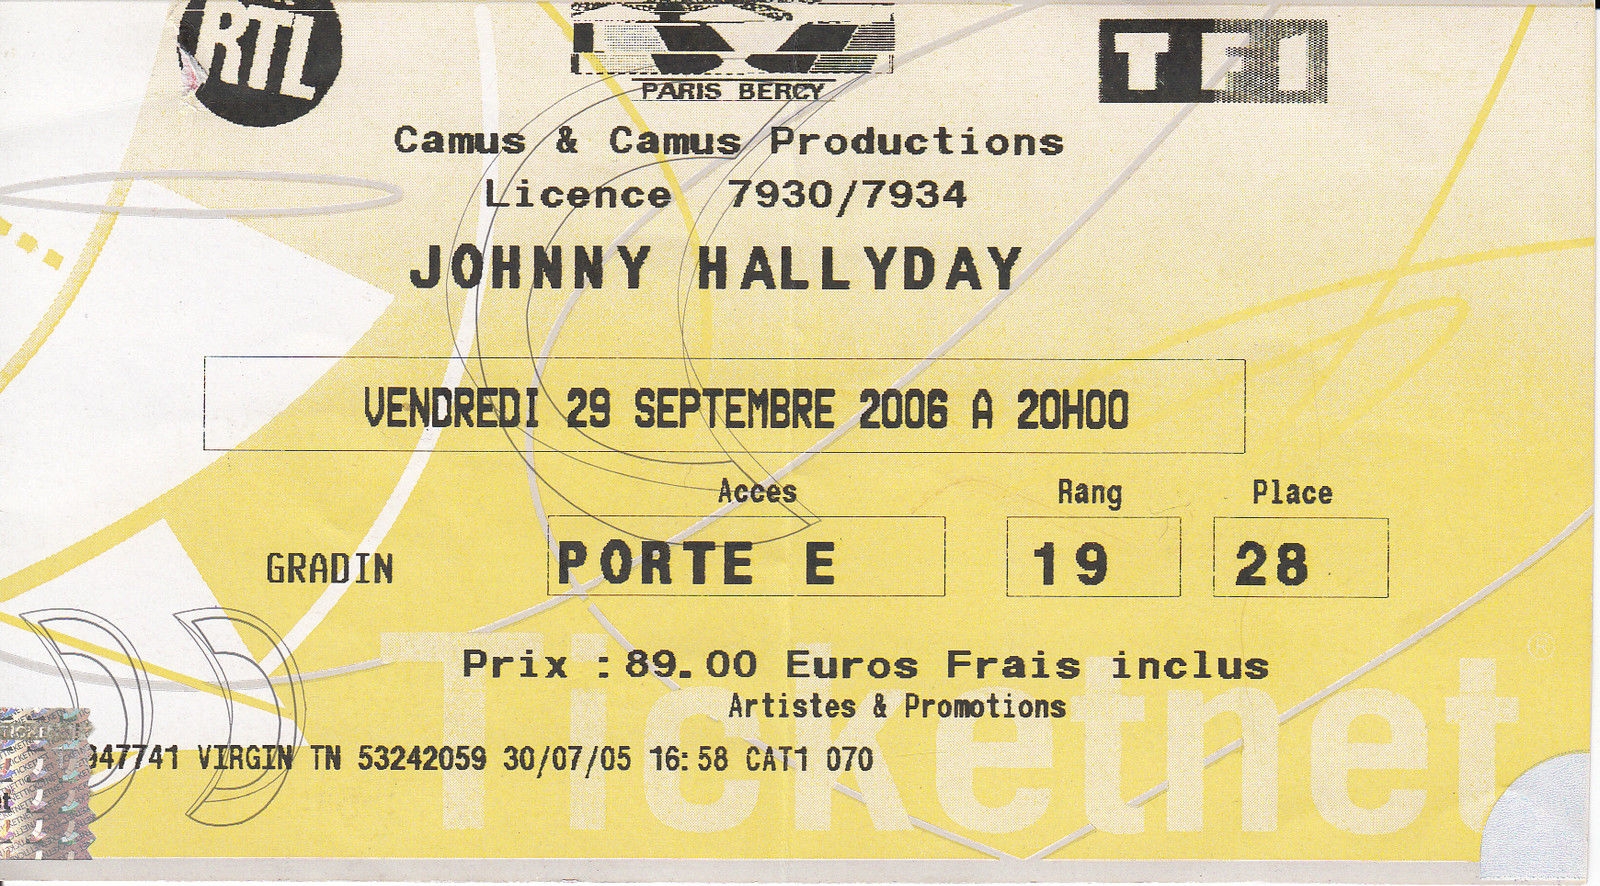 RTL
PARIS BERCY
TF1
Camus & Camus Productions
Licence 7930/7934
JOHNNY HALLYDAY
VENDREDI 29 SEPTEMBRE 2006 A 20H00
Acces Rang Place
GRADIN PORTE E 19 28
Prix : 89.00 Euros Frais inclus
Artistes & Promotions
947741 VIRGIN TN 53242059 30/07/05 16:58 CAT1 070
Ticketnet®